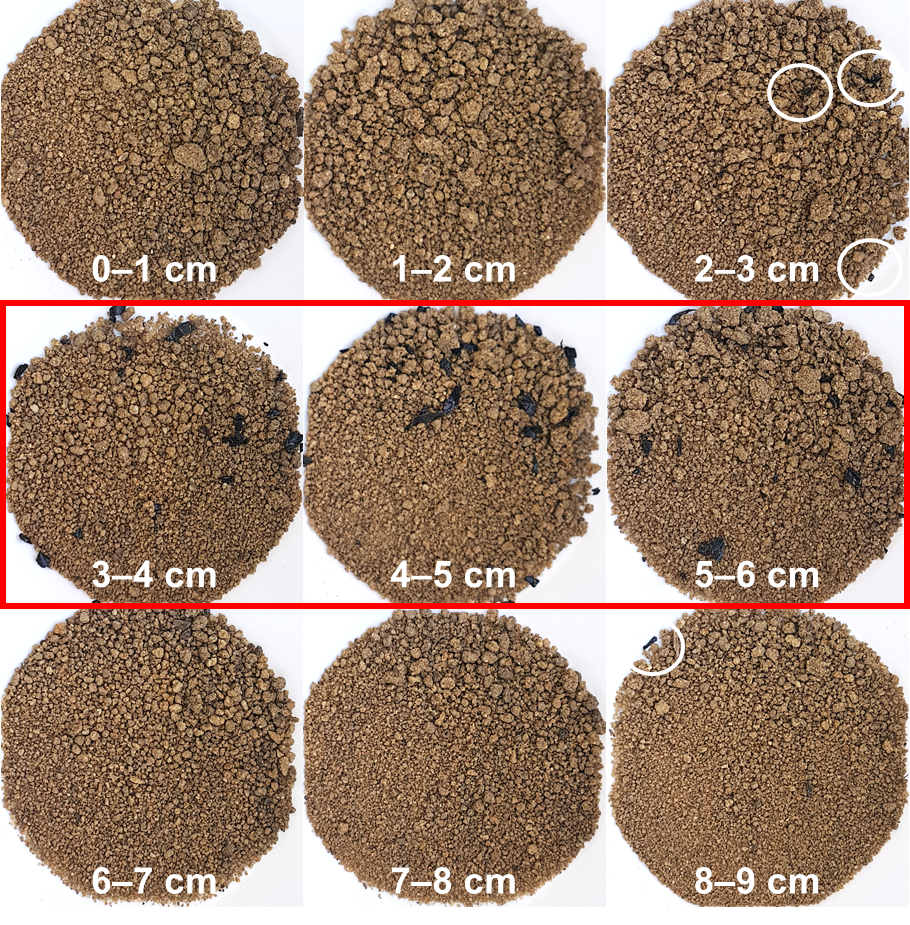 0–1 cm
1–2 cm
2–3 cm
3–4 cm
4–5 cm
5–6 cm
6–7 cm
7–8 cm
8–9 cm